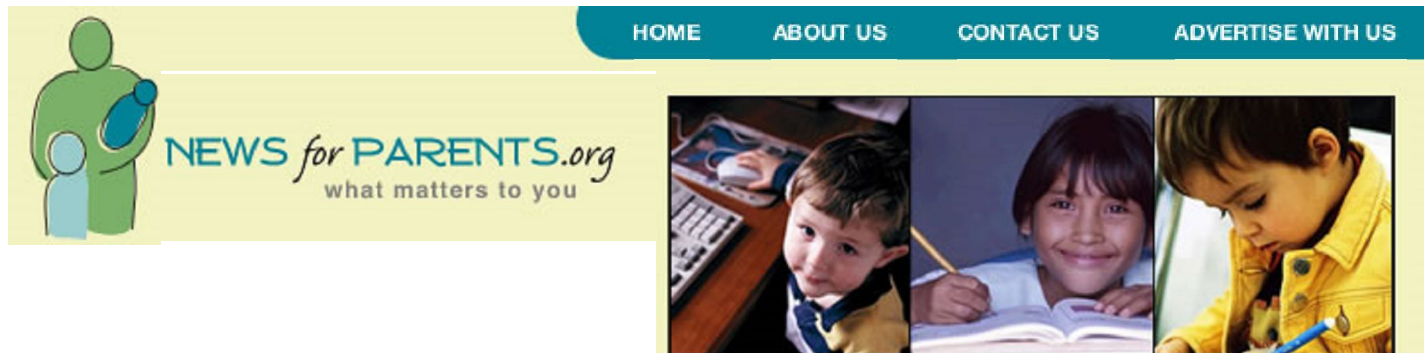 HOME ABOUT US CONTACT US ADVERTISE WITH US
NEWS for PARENTS.org
what matters to you